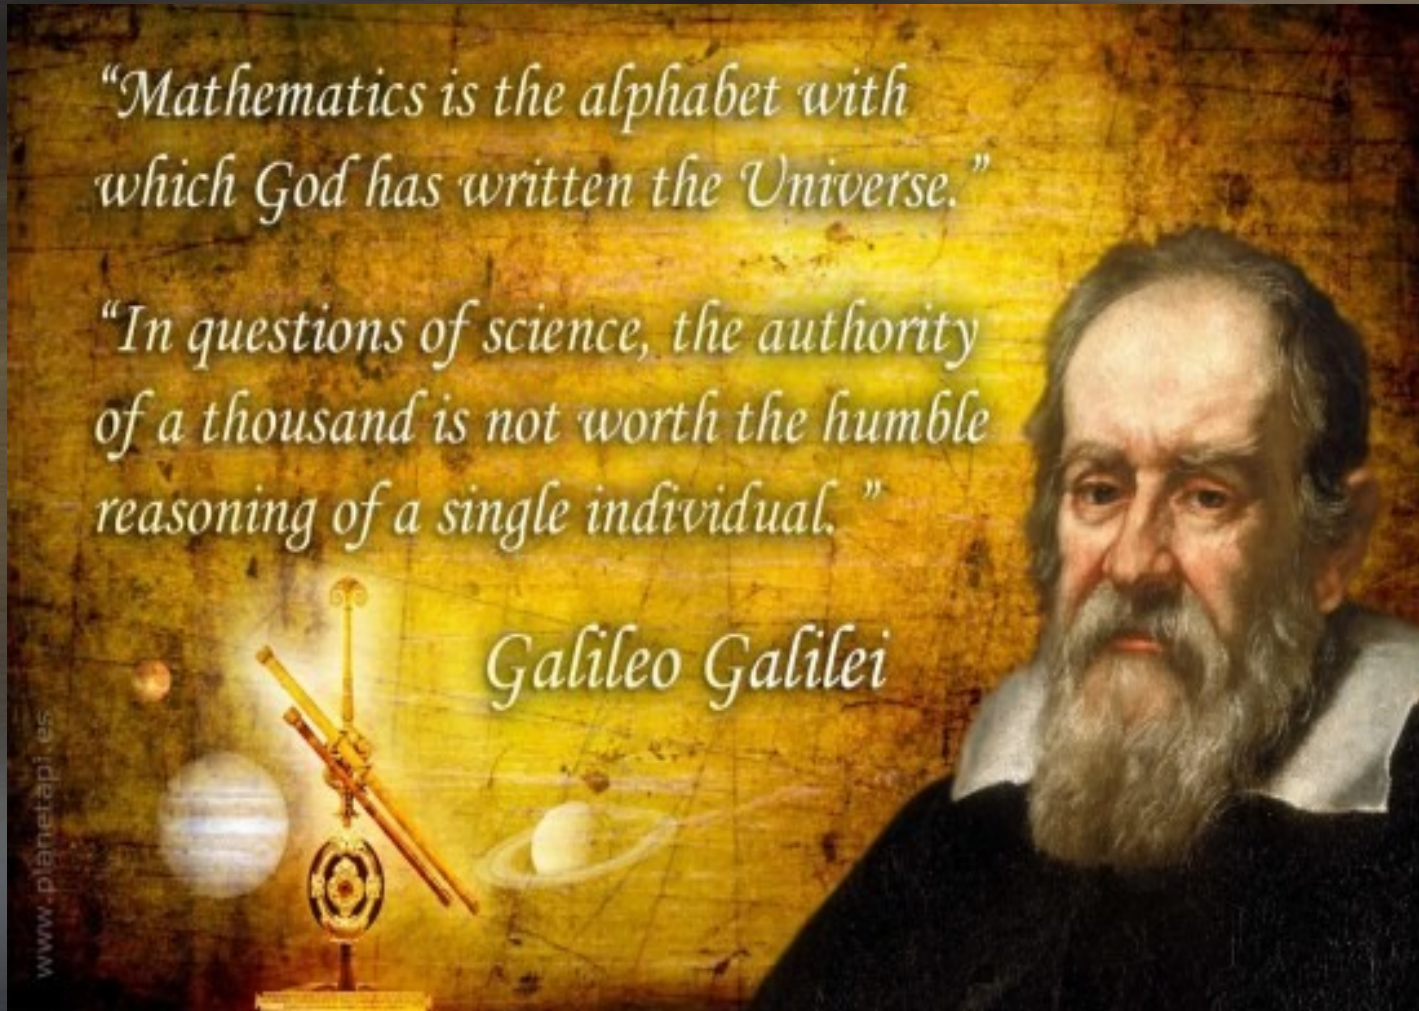 “Mathematics is the alphabet with
which God has written the Universe.”
“In questions of science, the authority
of a thousand is not worth the humble
reasoning of a single individual. ”
Galileo Galilei
www.planetapi.es